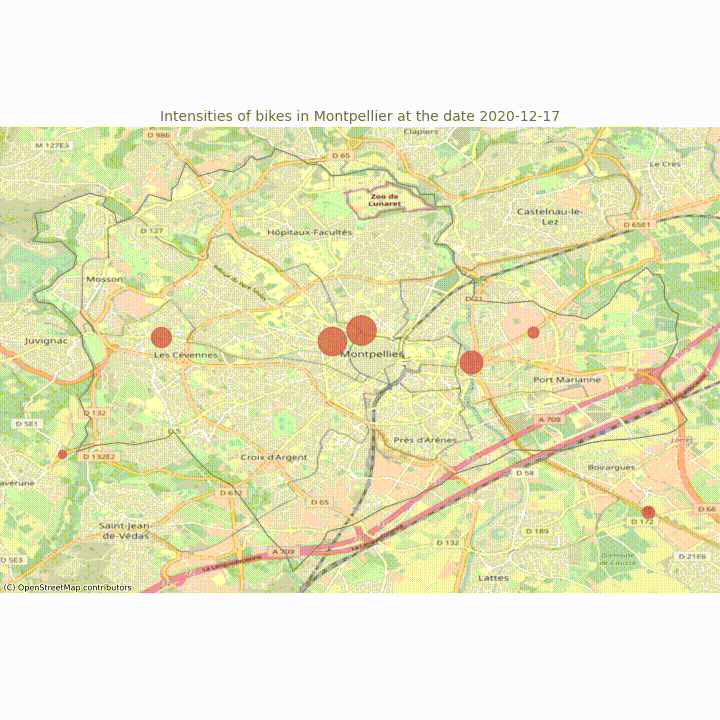 Intensities of bikes in Montpellier at the date 2020-12-17
Clapiers
D 986
M 127E3
D 65
Le Crès
Zoo de
Lunaret
Castelnau-le-
Lez
D 65E1
D 127
Hôpitaux-Facultés
Mosson
D 21
Juvignac
Les Cévennes
Montpellier
Port Marianne
D 132
D 5E1
A 709
D 5
Prés d'Arènes
Lattes
D 132E2
Croix d'Argent
Boirargues
D 58
D 612
D 65
D 66
D 172
Saint-Jean-
de-Védas
D 189
D 132
A 709
D 21E6
D 5E3
(C) OpenStreetMap contributors